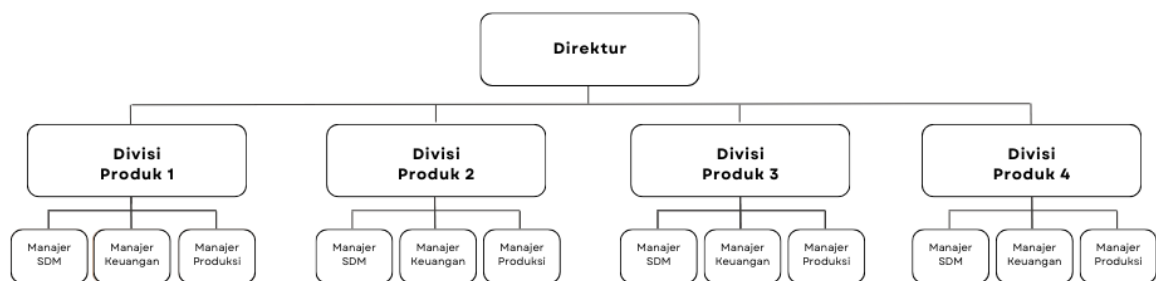 Direktur
Divisi
Produk 1
Divisi
Produk 2
Divisi
Produk 3
Divisi
Produk 4
Manajer
SDM
Manajer
Keuangan
Manajer
Produksi
Manajer
SDM
Manajer
Keuangan
Manajer
Produksi
Manajer
SDM
Manajer
Keuangan
Manajer
Produksi
Manajer
SDM
Manajer
Keuangan
Manajer
Produksi